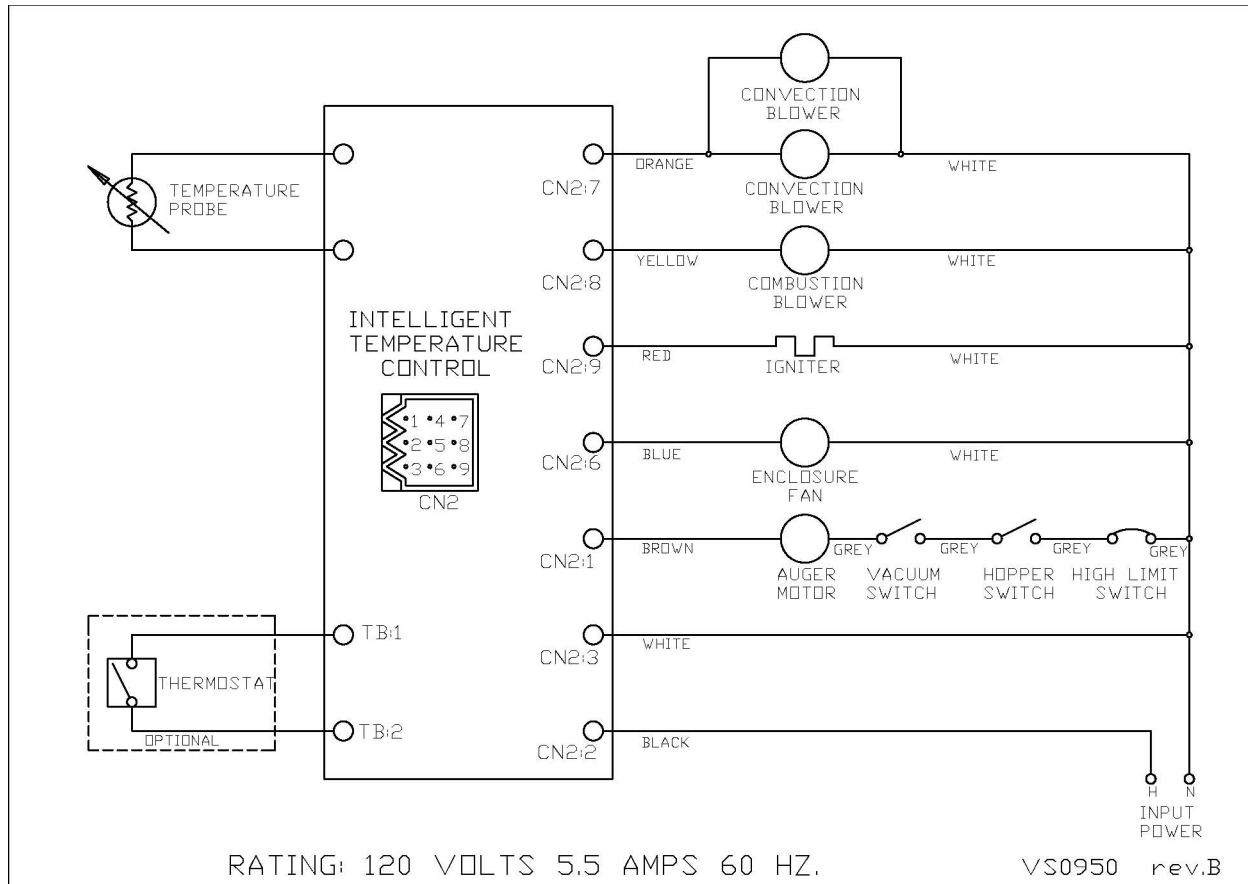 CONVECTION
BLOWER
ORANGE
WHITE
CN2:7
CONVECTION
BLOWER
TEMPERATURE
PROBE
YELLOW
WHITE
CN2:8
COMBUSTION
BLOWER
INTELLIGENT
TEMPERATURE
CONTROL
RED
WHITE
CN2:9
IGNITER
1 4 7
2 5 8
3 6 9
CN2
BLUE
WHITE
CN2:6
ENCLOSURE
FAN
BROWN
GREY
GREY
GREY
GREY
CN2:1
AUGER
MOTOR
VACUUM
SWITCH
HOPPER
SWITCH
HIGH LIMIT
SWITCH
TB:1
WHITE
CN2:3
THERMOSTAT
OPTIONAL
TB:2
BLACK
CN2:2
H N
INPUT
POWER
RATING: 120 VOLTS 5.5 AMPS 60 HZ.
VS0950 rev.B